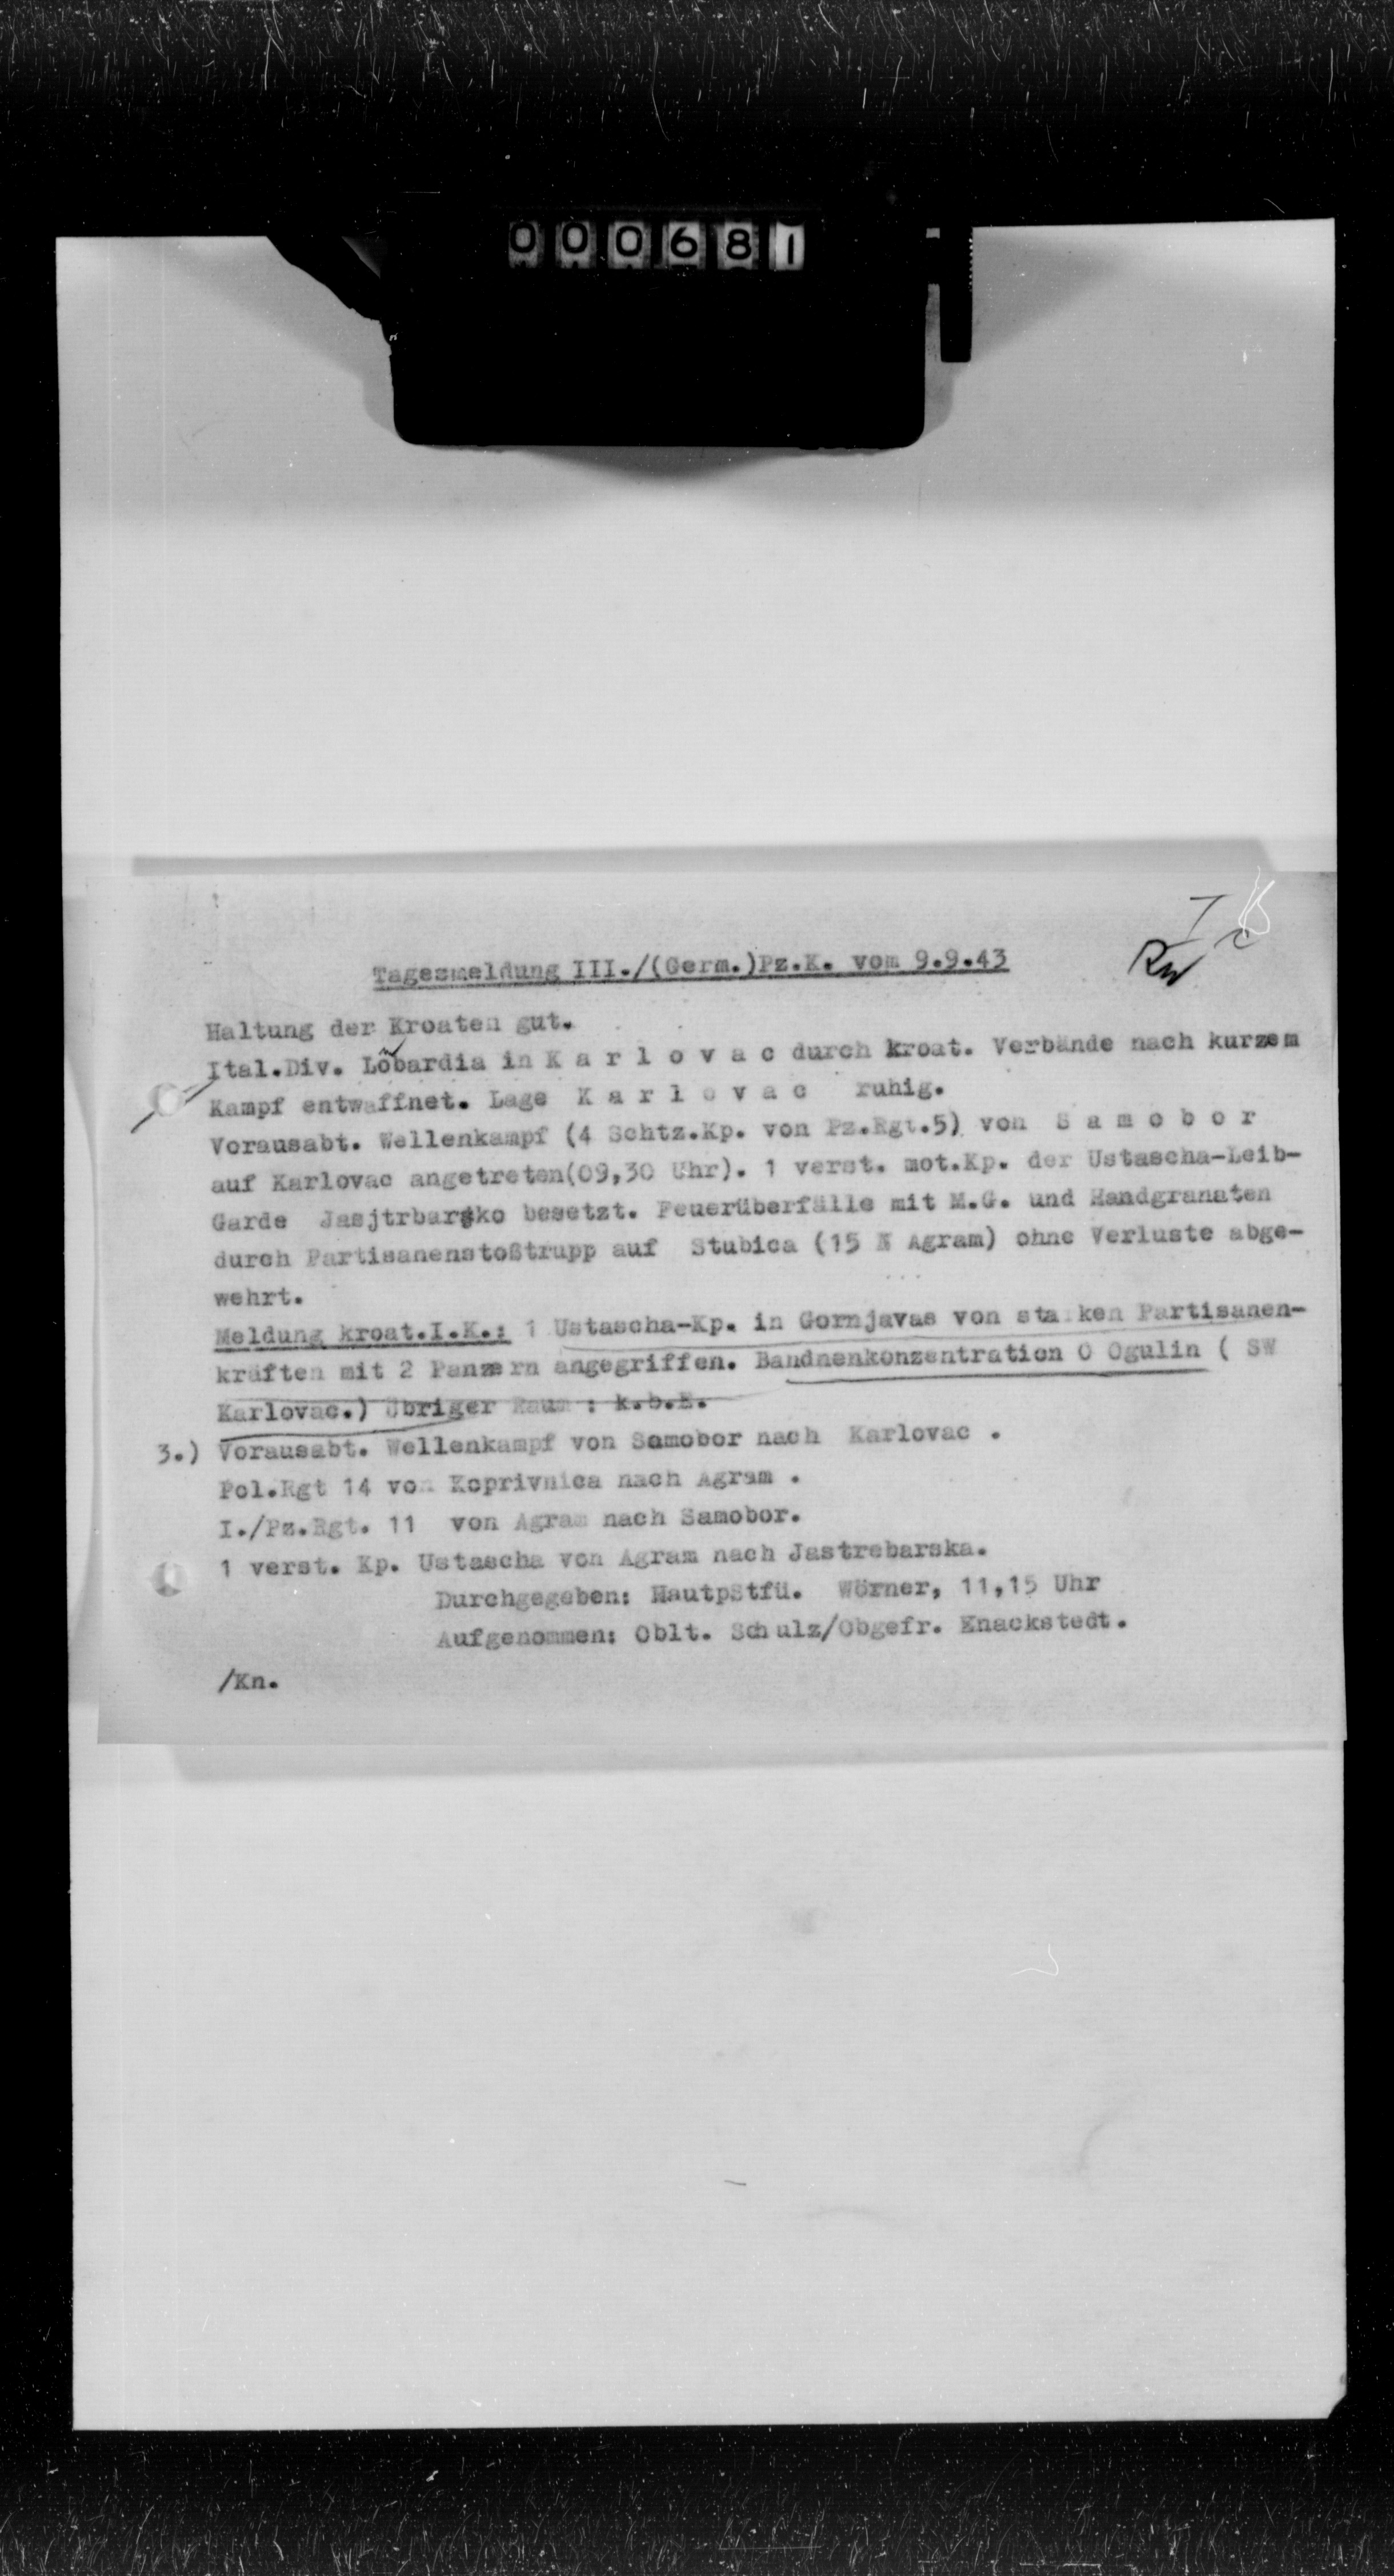 000681
I c
Rw
Tagesmeldung III./(Germ.)Pz.K. vom 9.9.43
Haltung der Kroaten gut.
Ital.Div. Lobardia in K a r l o v a c durch kroat. Verbände nach kurzem
Kampf entwaffnet. Lage K a r l o v a c ruhig.
Vorausabt. Wellenkampf (4 Schtz.Kp. von Pz.Rgt.5) von S a m o b o r
auf Karlovac angetreten(09,30 Uhr). 1 verst. mot.Kp. der Ustascha-Leib-
Garde Jasjtrbarsko besetzt. Feuerüberfälle mit M.G. und Handgranaten
durch Partisanenstoßtrupp auf Stubica (15 N Agram) ohne Verluste abge-
wehrt.
Meldung kroat.I.K.: 1 Ustascha-Kp. in Gornjavas von starken Partisanen-
kräften mit 2 Panzern angegriffen. Bandnenkonzentration O Ogulin ( SW
Karlovac.) Übriger Raum : k.b.E.
3.) Vorausabt. Wellenkampf von Samobor nach Karlovac .
Pol.Rgt 14 von Koprivnica nach Agram .
I./Pz.Rgt. 11 von Agram nach Samobor.
1 verst. Kp. Ustascha von Agram nach Jastrebarska.
Durchgegeben: HautpStfü. Wörner, 11,15 Uhr
Aufgenommen: Oblt. Schulz/Obgefr. Knackstedt.
/Kn.